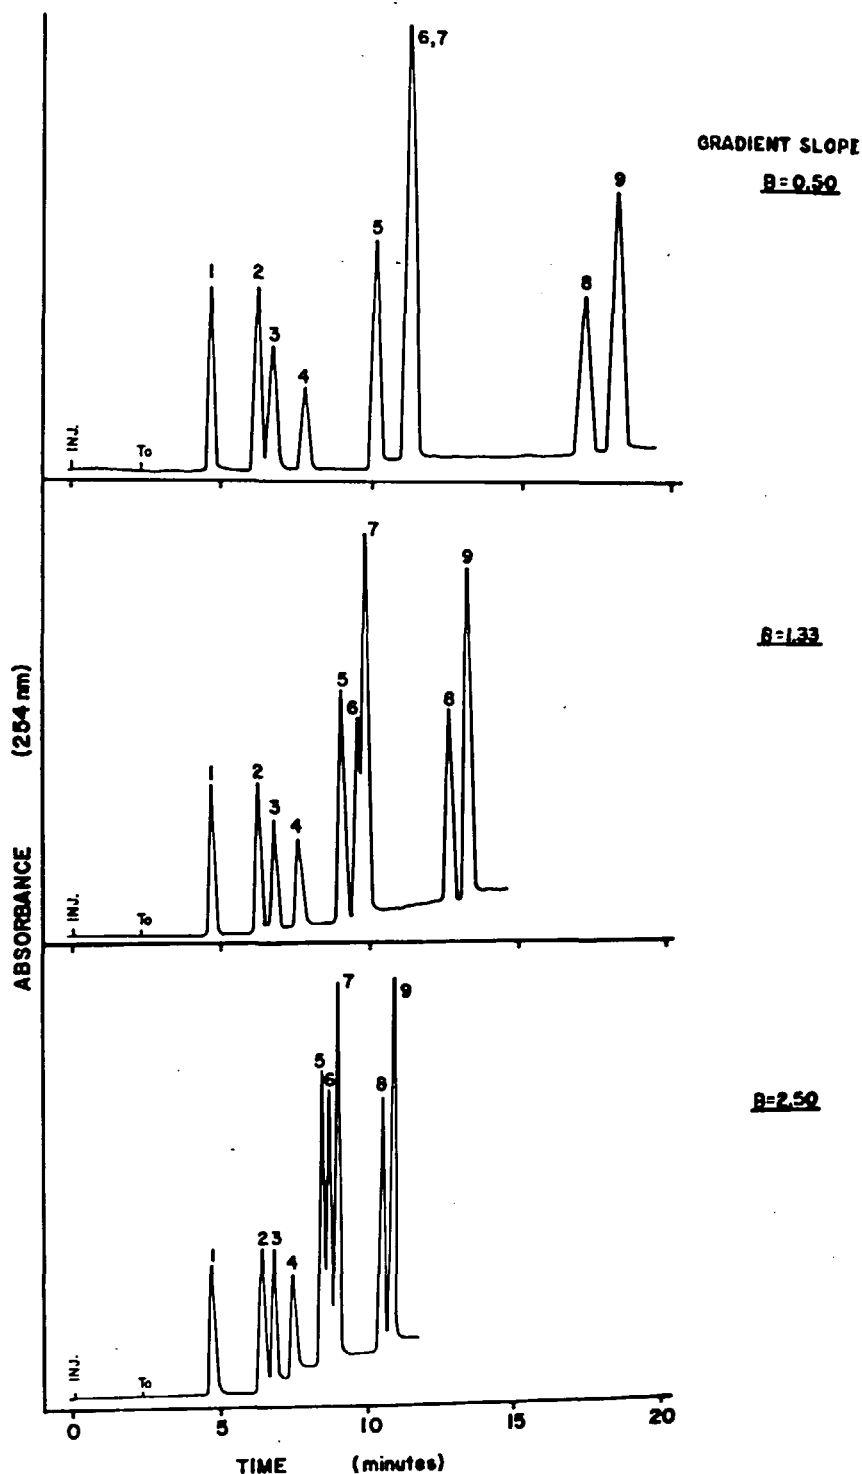 6,7
GRADIENT SLOPE
B=0.50
9
5
1
2
8
3
4
INJ.
To
7
9
B=1.33
5
6
8
1
2
3
4
INJ.
To
ABSORBANCE (254 nm)
7
9
5
6
8
B=2.50
1
2 3
4
INJ.
To
0
5
10
15
20
TIME (minutes)